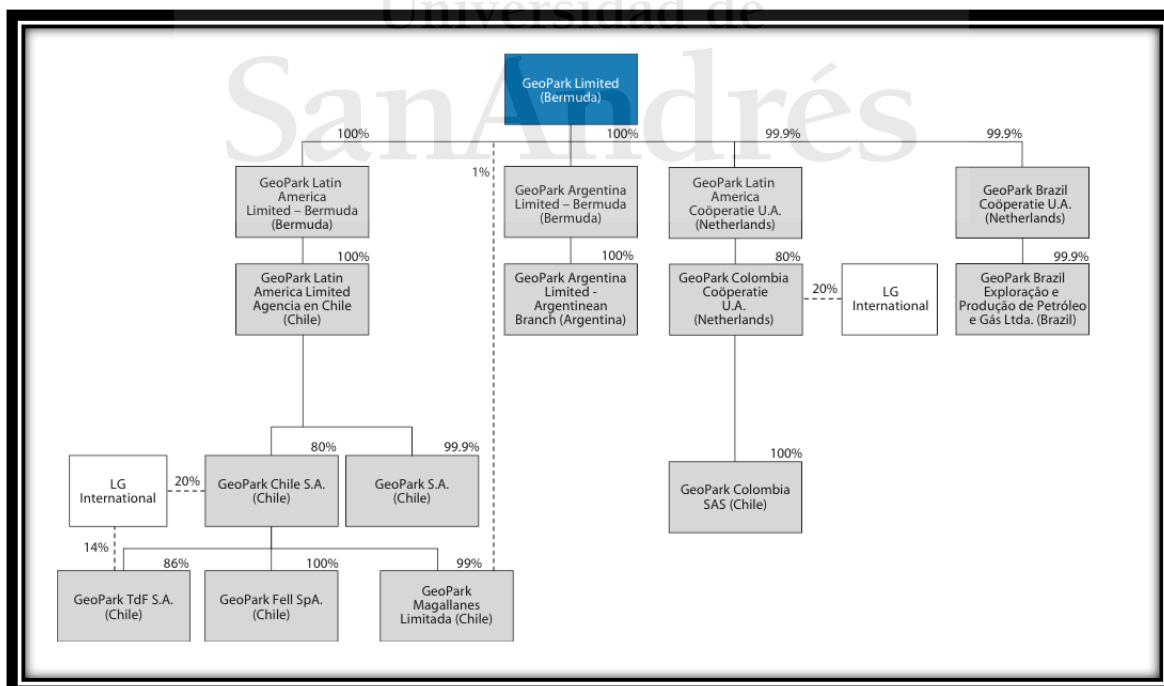 Universidad de
SanAndrés
GeoPark Limited
(Bermuda)
100%
100%
99.9%
99.9%
1%
GeoPark Latin
America
Limited – Bermuda
(Bermuda)
GeoPark Argentina
Limited – Bermuda
(Bermuda)
GeoPark Latin
America
Coöperatie U.A.
(Netherlands)
GeoPark Brazil
Coöperatie U.A.
(Netherlands)
100%
100%
80%
99.9%
GeoPark Latin
America Limited
Agencia en Chile
(Chile)
GeoPark Argentina
Limited -
Argentinean
Branch (Argentina)
GeoPark Colombia
Coöperatie
U.A.
(Netherlands)
20%
LG
International
GeoPark Brazil
Exploração e
Produção de Petróleo
e Gás Ltda. (Brazil)
80%
99.9%
100%
LG
International
20%
GeoPark Chile S.A.
(Chile)
GeoPark S.A.
(Chile)
GeoPark Colombia
SAS (Chile)
14%
86%
100%
99%
GeoPark TdF S.A.
(Chile)
GeoPark Fell SpA.
(Chile)
GeoPark
Magallanes
Limitada (Chile)